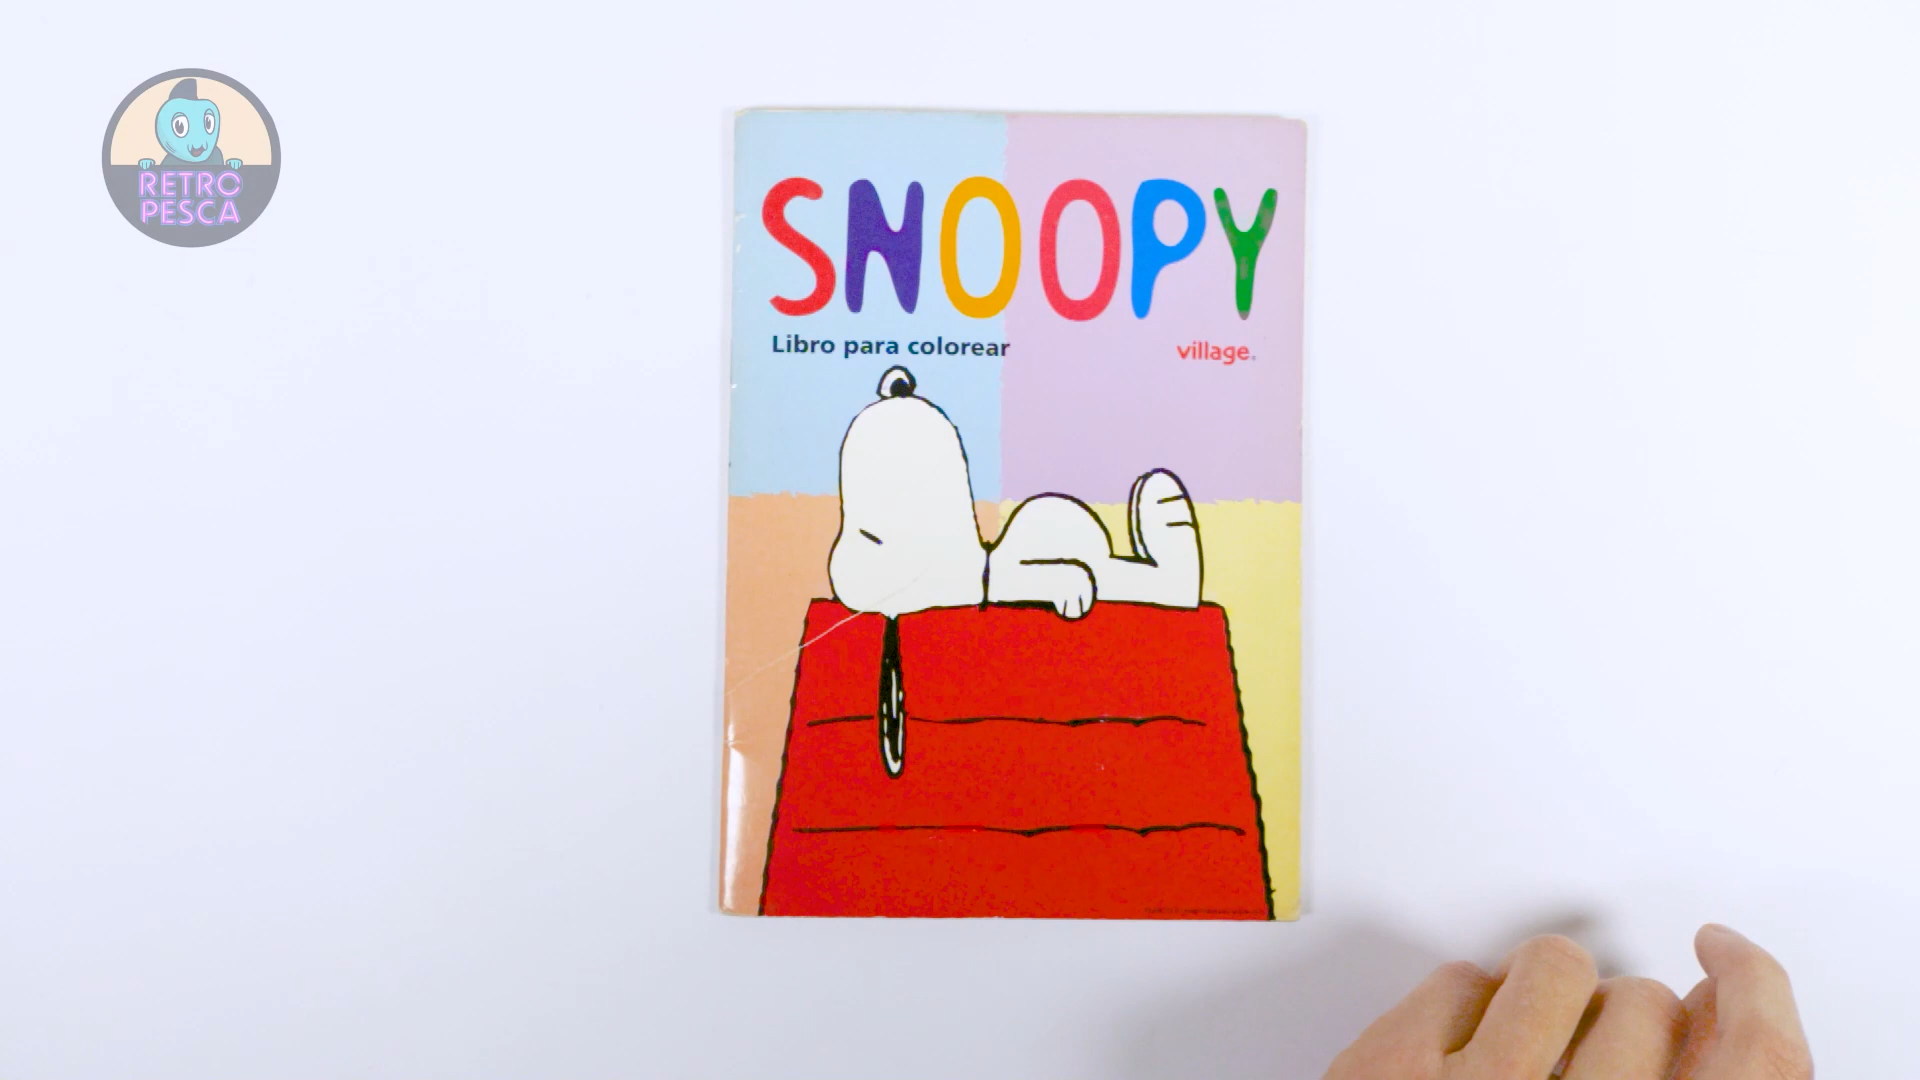 RETRO
PESCA
SNOOPY
Libro para colorear
village.